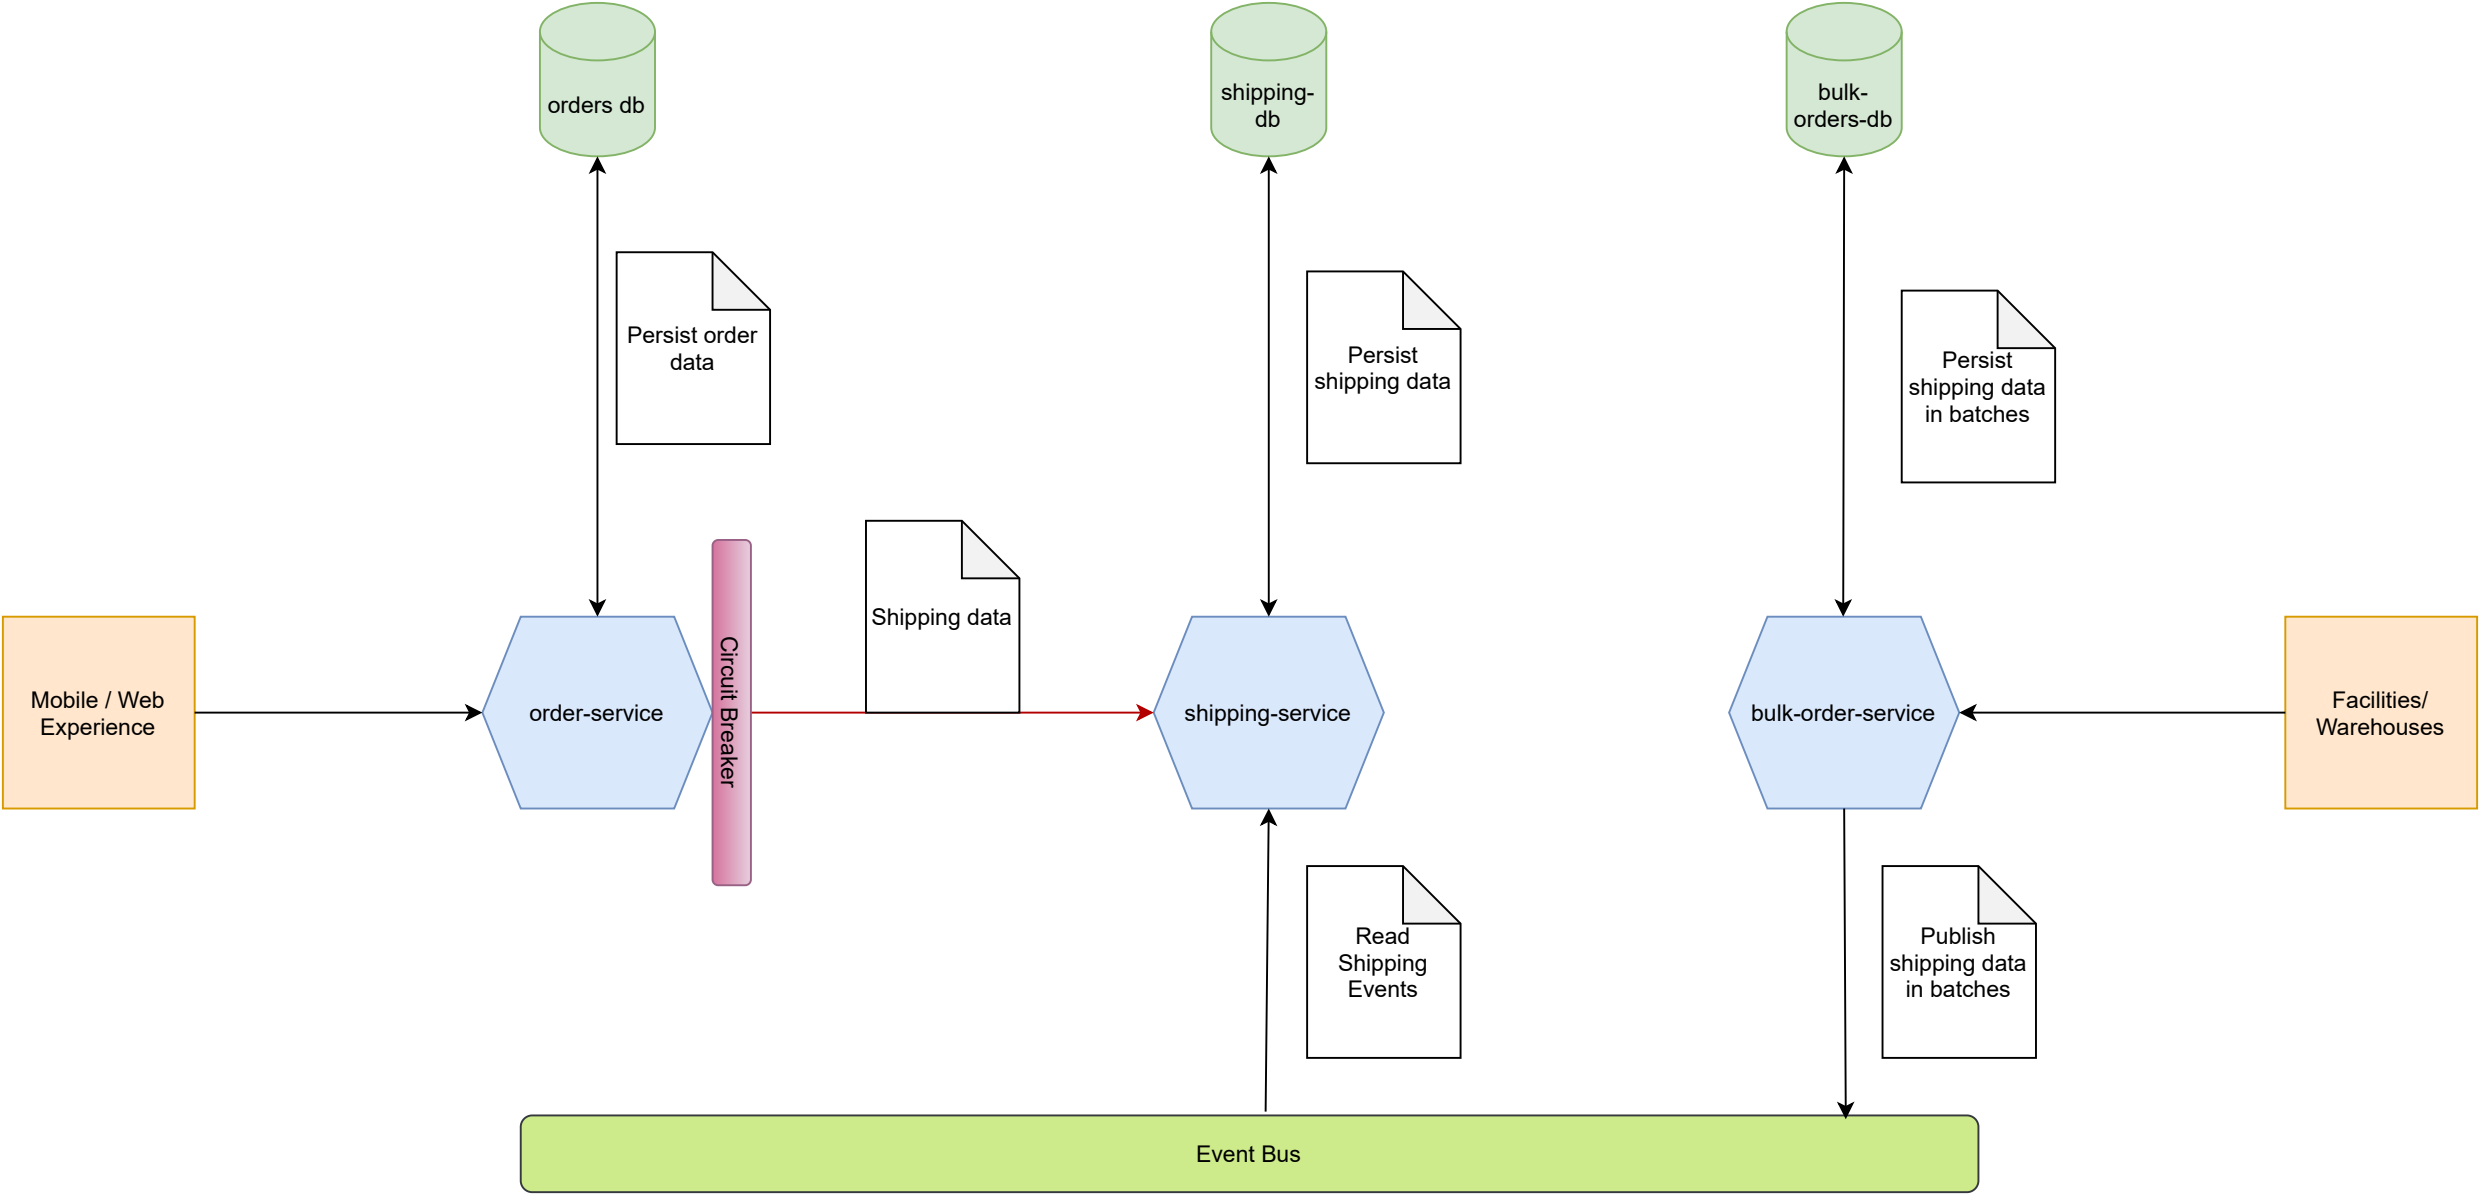 orders db
shipping-
db
bulk-
orders-db
Persist order
data
Persist
shipping data
Persist
shipping data
in batches
Shipping data
Mobile / Web
Experience
order-service
Circuit Breaker
shipping-service
bulk-order-service
Facilities/
Warehouses
Read
Shipping
Events
Publish
shipping data
in batches
Event Bus